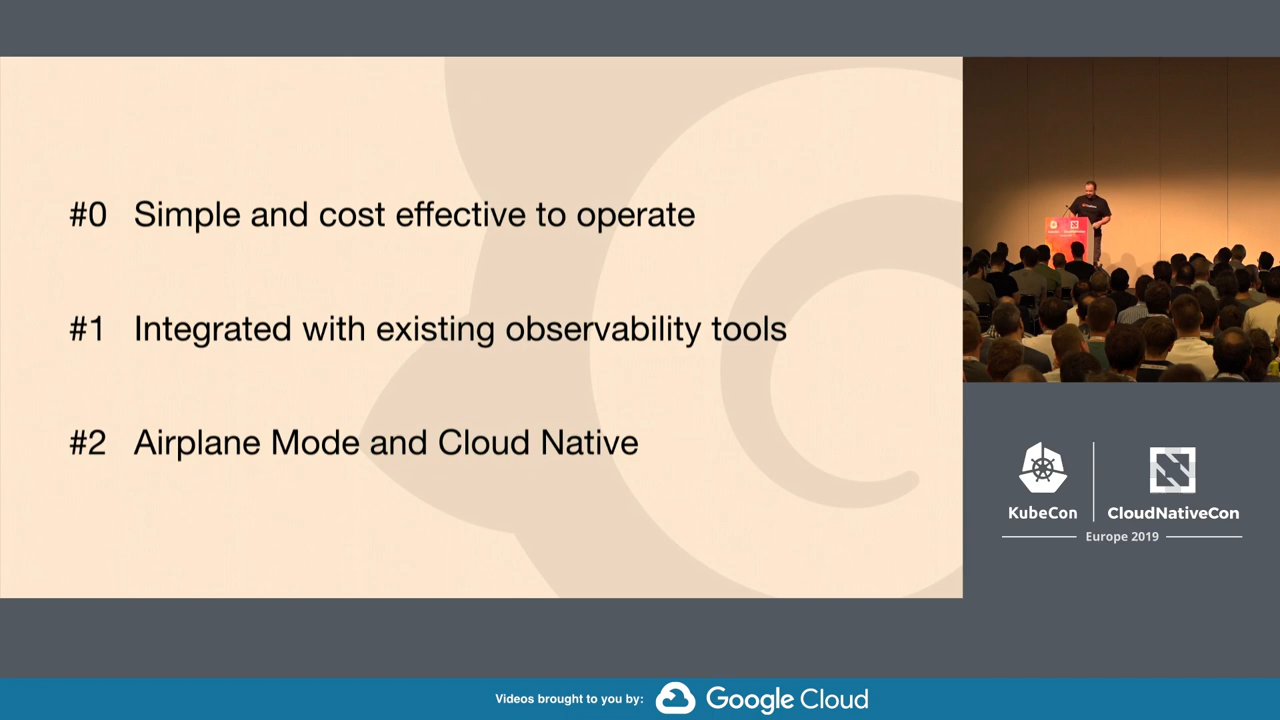 #0 Simple and cost effective to operate
#1 Integrated with existing observability tools
#2 Airplane Mode and Cloud Native
KubeCon
CloudNativeCon
Europe 2019
Videos brought to you by:
Google Cloud